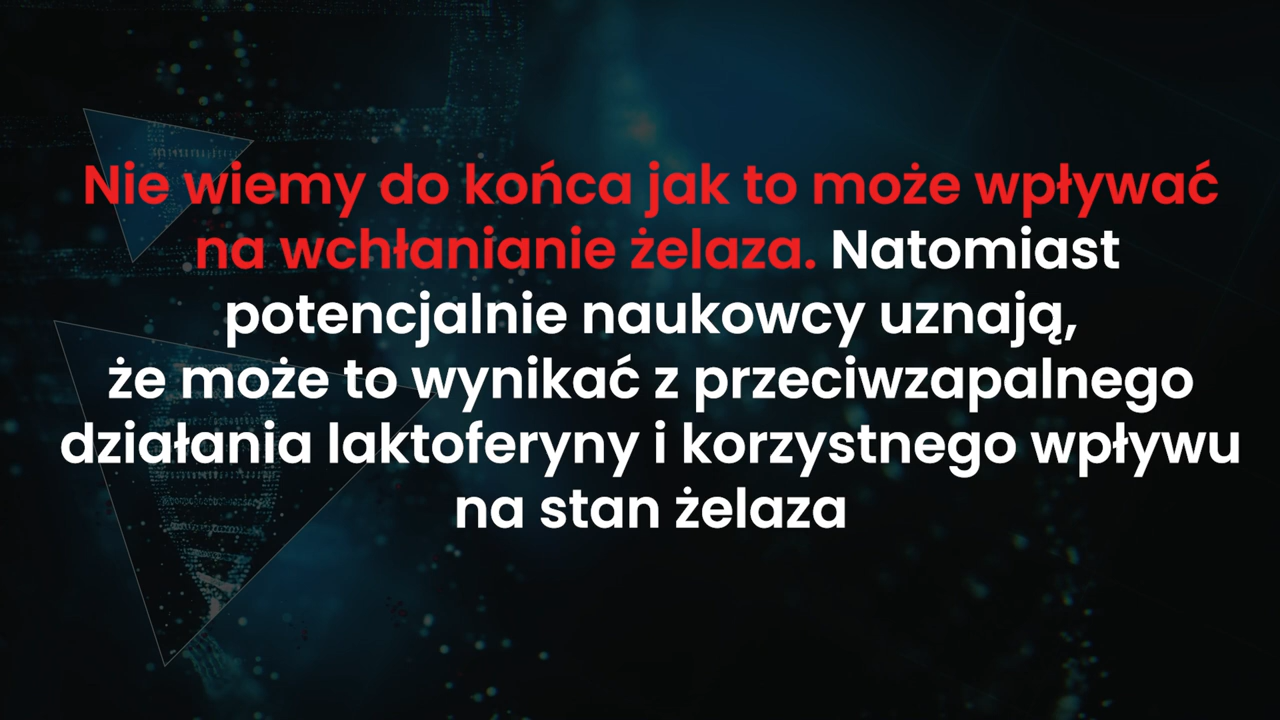 Nie wiemy do końca jak to może wpływać
na wchłanianie żelaza. Natomiast
potencjalnie naukowcy uznają,
że może to wynikać z przeciwzapalnego
działania laktoferyny i korzystnego wpływu
na stan żelaza